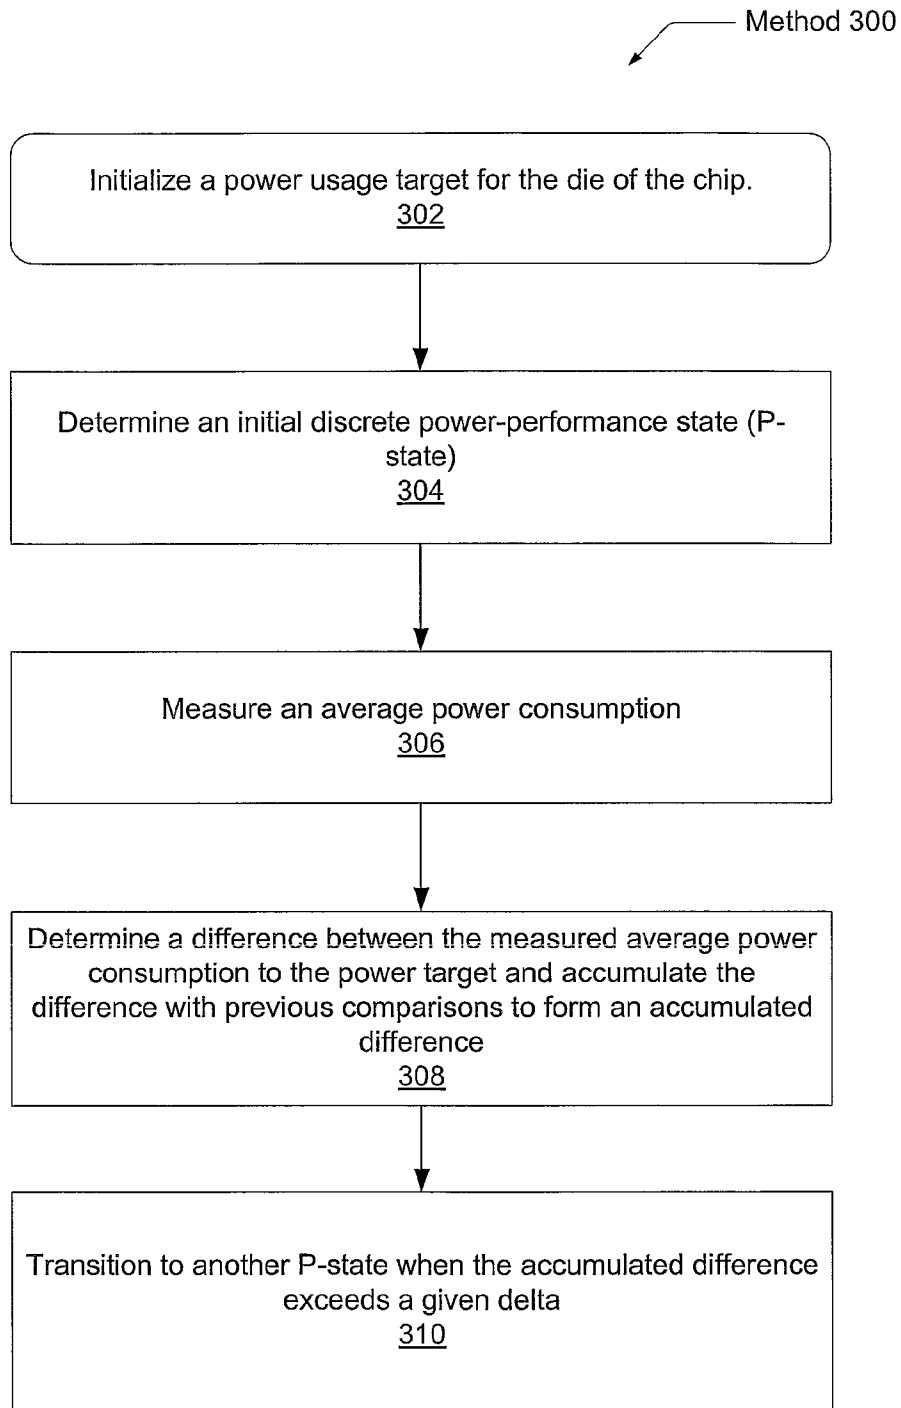 Method 300
Initialize a power usage target for the die of the chip.
302
Determine an initial discrete power-performance state (P-
state)
304
Measure an average power consumption
306
Determine a difference between the measured average power
consumption to the power target and accumulate the
difference with previous comparisons to form an accumulated
difference
308
Transition to another P-state when the accumulated difference
exceeds a given delta
310